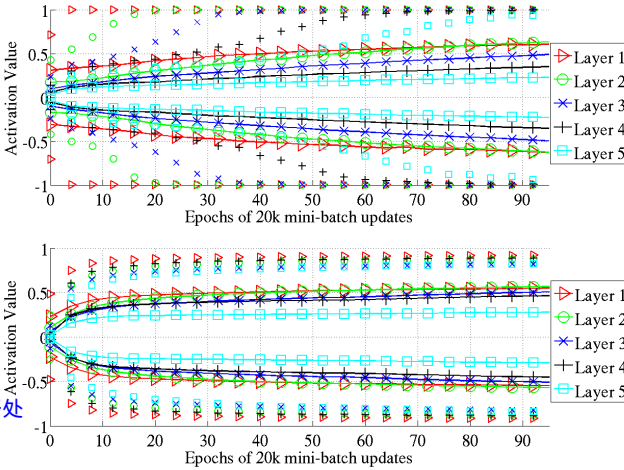 Activation Value
1
0.5
0
-0.5
-1
0 10 20 30 40 50 60 70 80 90
Epochs of 20k mini-batch updates
Layer 1
Layer 2
Layer 3
Layer 4
Layer 5
Activation Value
1
0.5
0
-0.5
-1
0 10 20 30 40 50 60 70 80 90
Epochs of 20k mini-batch updates
Layer 1
Layer 2
Layer 3
Layer 4
Layer 5
处